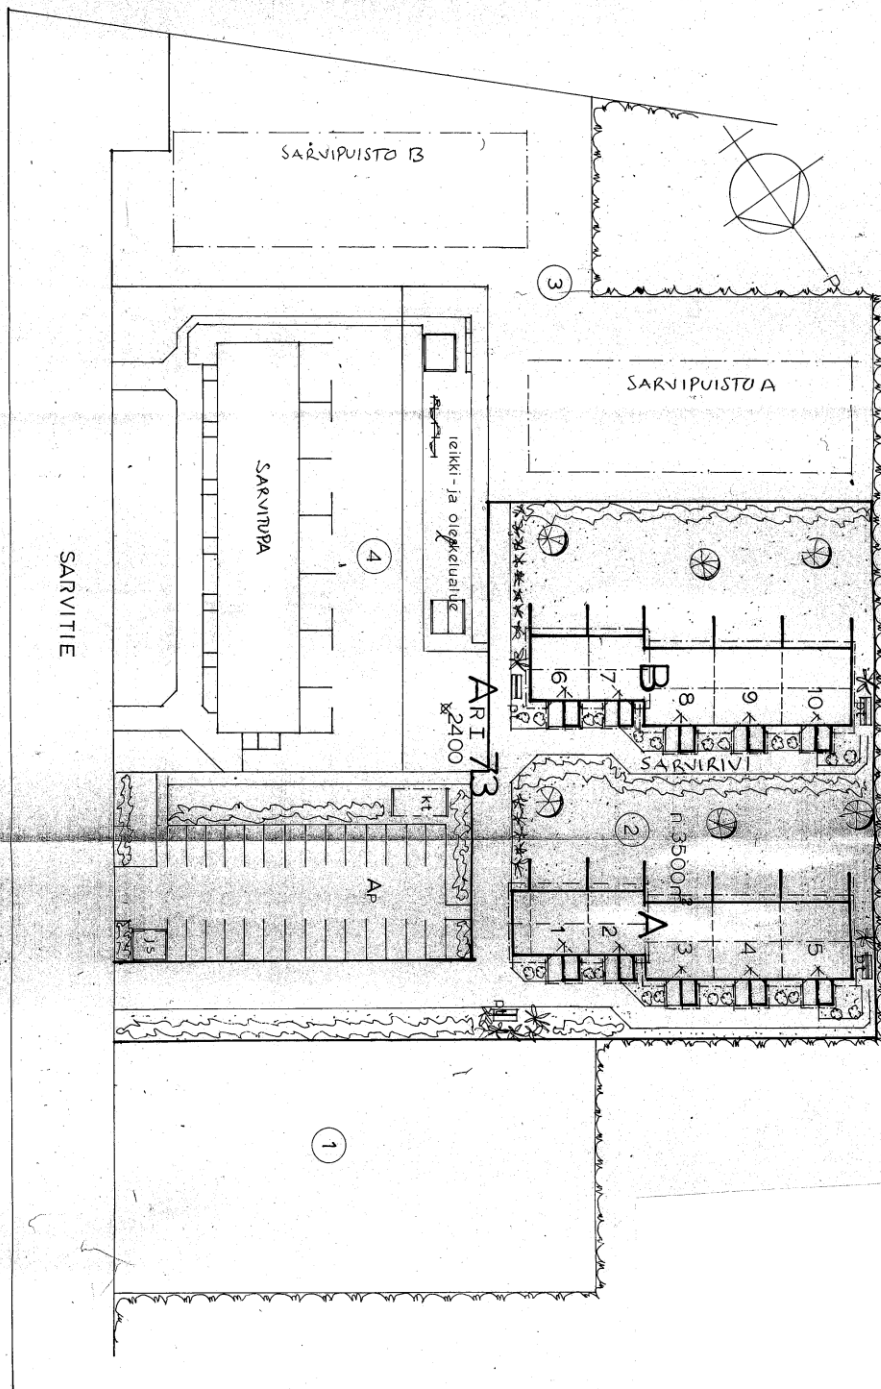 SARVIPUISTO B
P
3
SARVIPUISTO A
leikki- ja oleskelualue
SARVITUPA
4
SARVITIE
B
6
7
8
9
10
P
P
SARVIRIVI
ARI 73
2400
2
n 3500m²
kt
AP
js
A
1
2
3
4
5
P
1